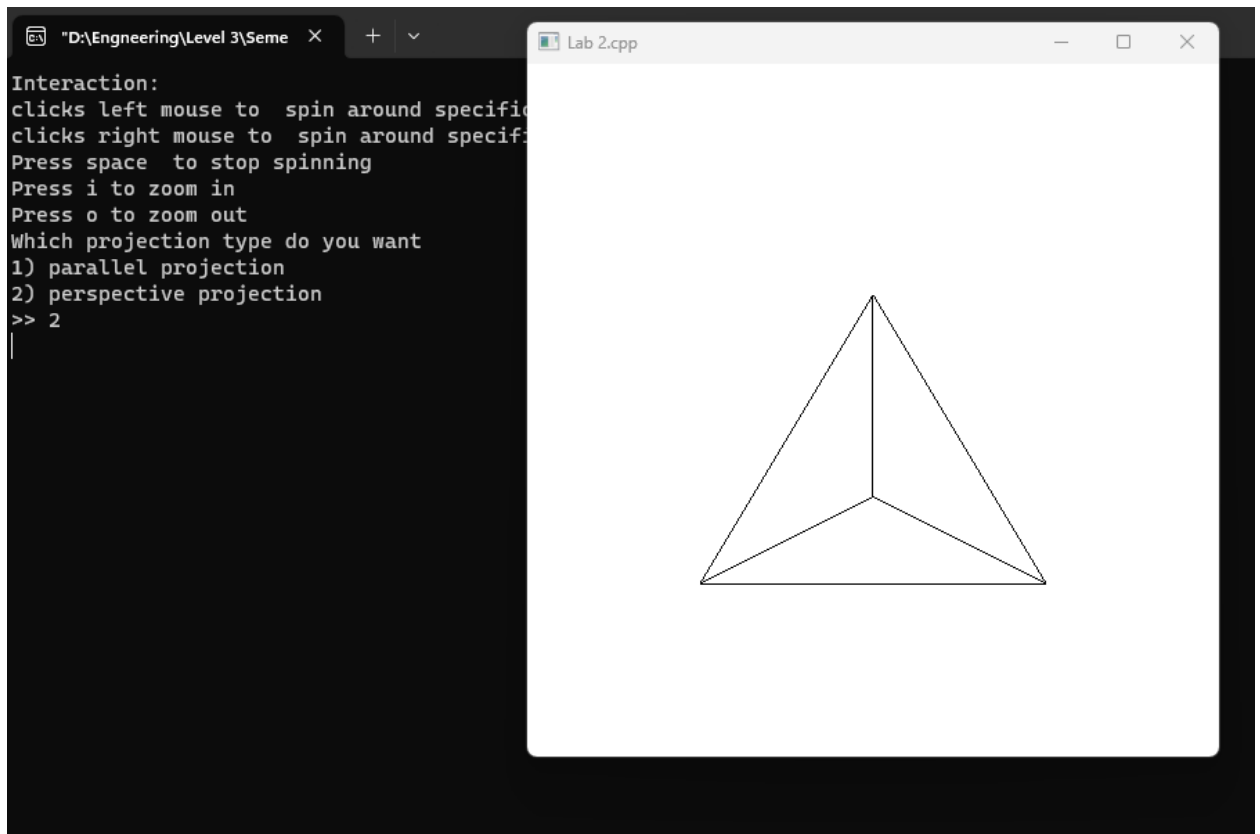 "D:\Engneering\Level 3\Seme
Lab 2.cpp
Interaction:
clicks left mouse to  spin around specific
clicks right mouse to  spin around specifi
Press space  to stop spinning
Press i to zoom in
Press o to zoom out
Which projection type do you want
1) parallel projection
2) perspective projection
>> 2